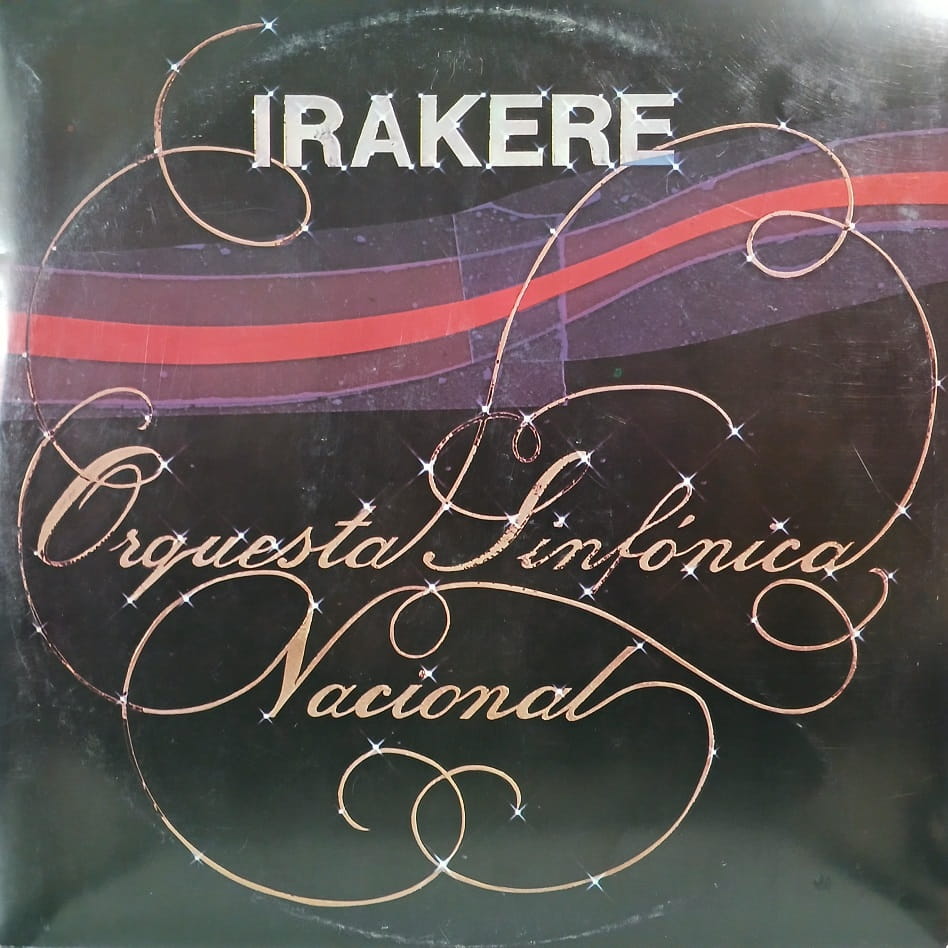 IRAKERE
Orquesta Sinfónica
Nacional